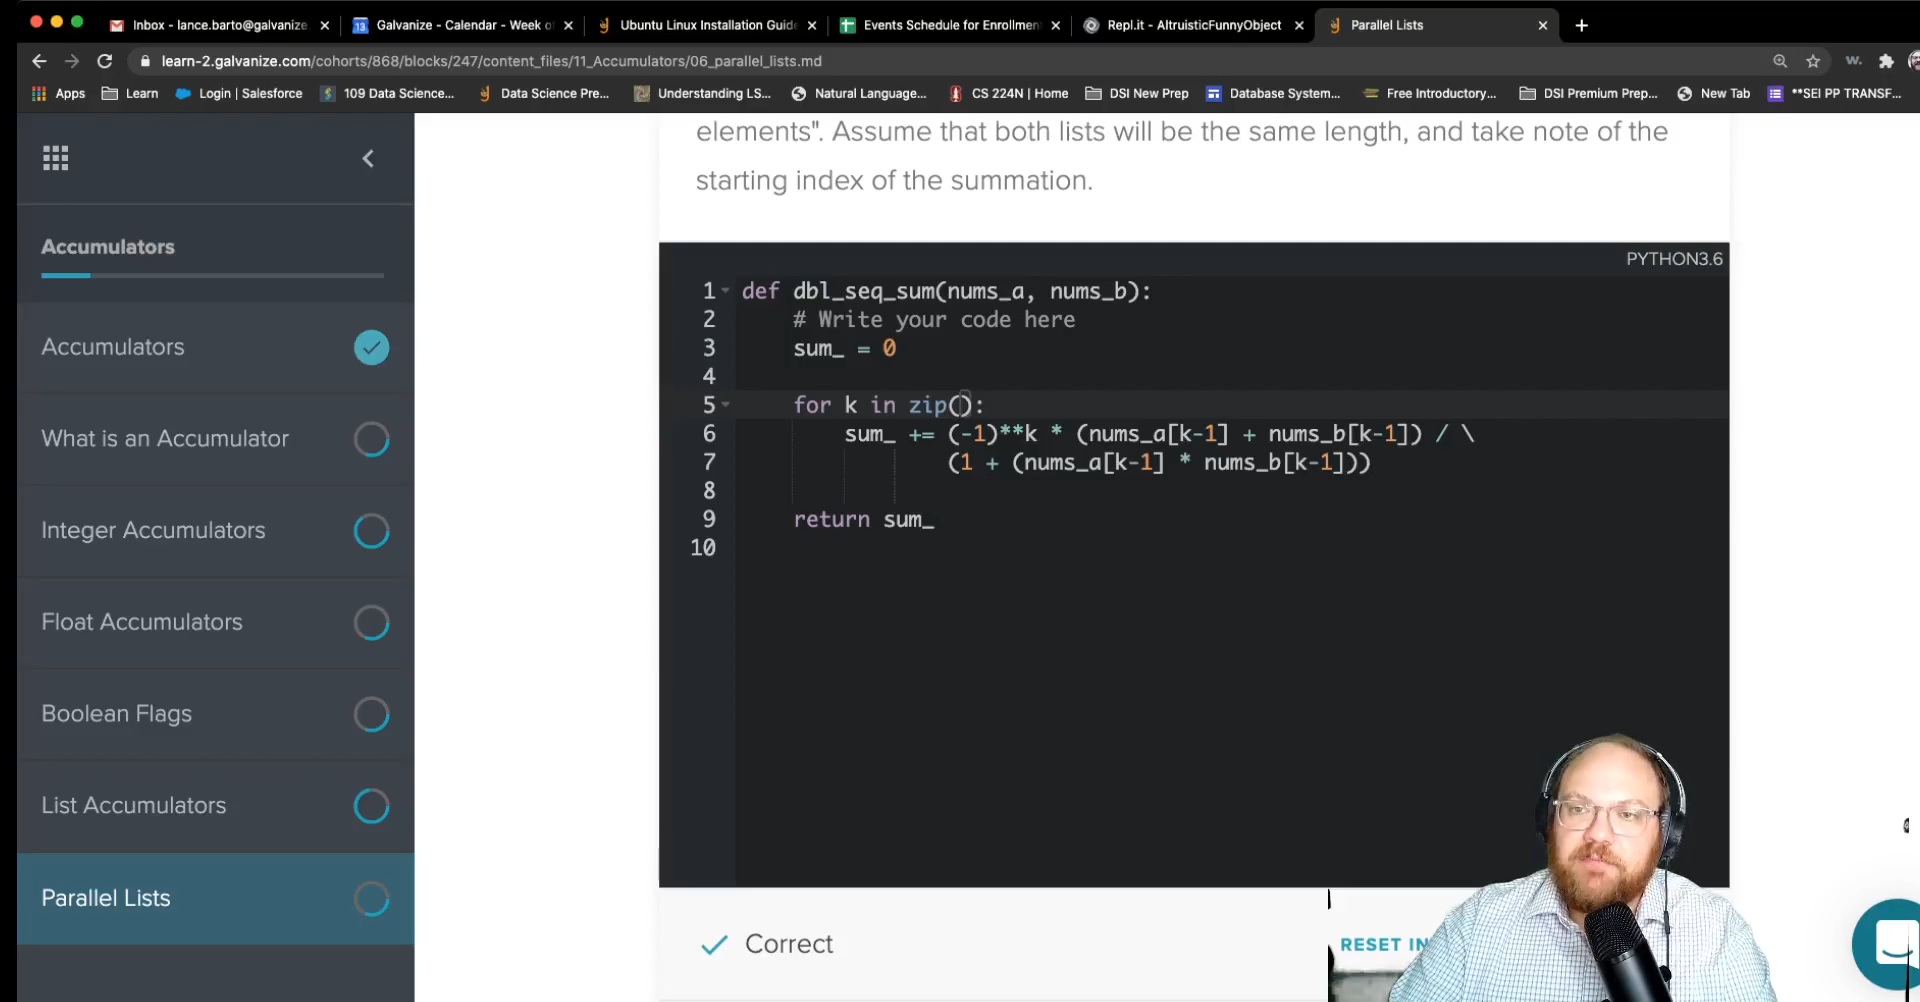 Inbox - lance.barto@galvanize.
Galvanize - Calendar - Week of
Ubuntu Linux Installation Guide
Events Schedule for Enrollmen
Repl.it - AltruisticFunnyObject
Parallel Lists
learn-2.galvanize.com/cohorts/868/blocks/247/content_files/11_Accumulators/06_parallel_lists.md
Apps
Learn
Login | Salesforce
109 Data Science...
Data Science Pre...
Understanding LS...
Natural Language...
CS 224N | Home
DSI New Prep
Database System...
Free Introductory...
DSI Premium Prep...
New Tab
**SEI PP TRANSF...
elements". Assume that both lists will be the same length, and take note of the
starting index of the summation.
Accumulators
Accumulators
What is an Accumulator
Integer Accumulators
Float Accumulators
Boolean Flags
List Accumulators
Parallel Lists
PYTHON3.6
1 def dbl_seq_sum(nums_a, nums_b):
2 # Write your code here
3 sum_ = 0
4
5 for k in zip():
6 sum_ += (-1)**k * (nums_a[k-1] + nums_b[k-1]) / \
7 (1 + (nums_a[k-1] * nums_b[k-1]))
8
9 return sum_
10
Correct
RESET IN